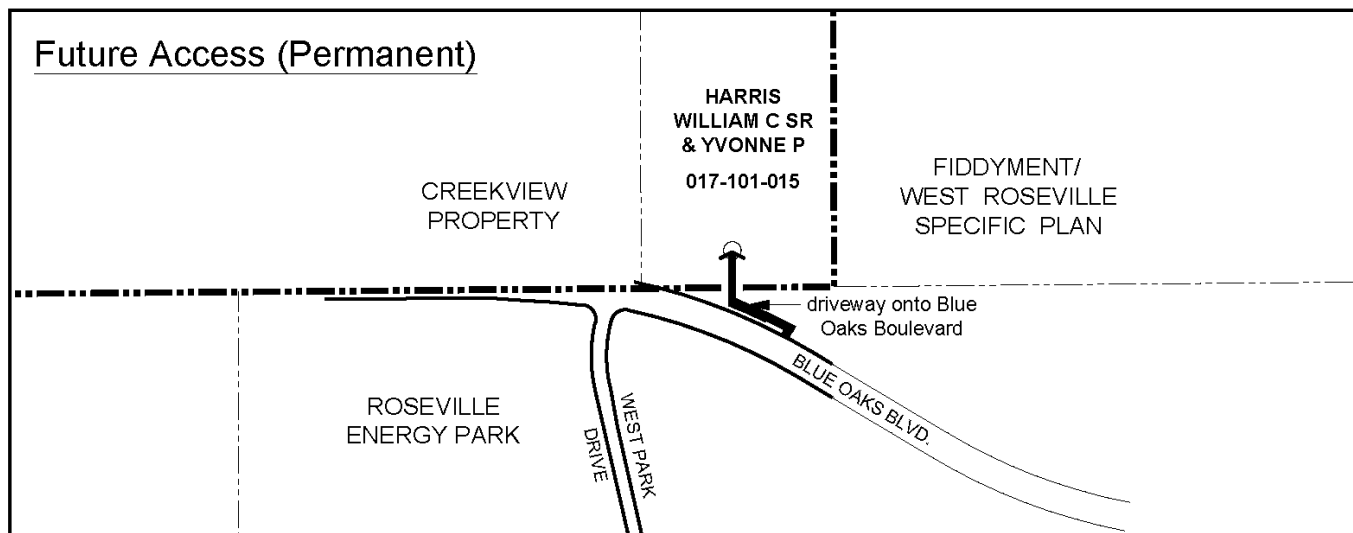 Future Access (Permanent)
HARRIS
WILLIAM C SR
& YVONNE P
017-101-015
CREEKVIEW
PROPERTY
FIDDYMENT/
WEST ROSEVILLE
SPECIFIC PLAN
driveway onto Blue
Oaks Boulevard
BLUE OAKS BLVD.
ROSEVILLE
ENERGY PARK
WEST PARK
DRIVE